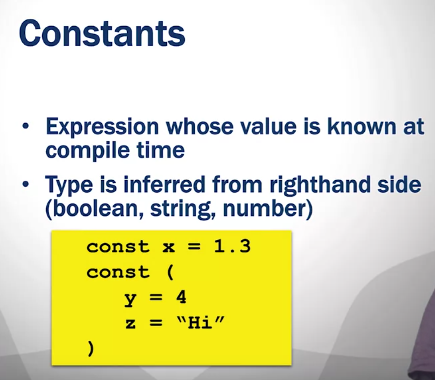 Constants
• Expression whose value is known at
compile time
• Type is inferred from righthand side
(boolean, string, number)
const x = 1.3
const (
y = 4
z = “Hi”
)